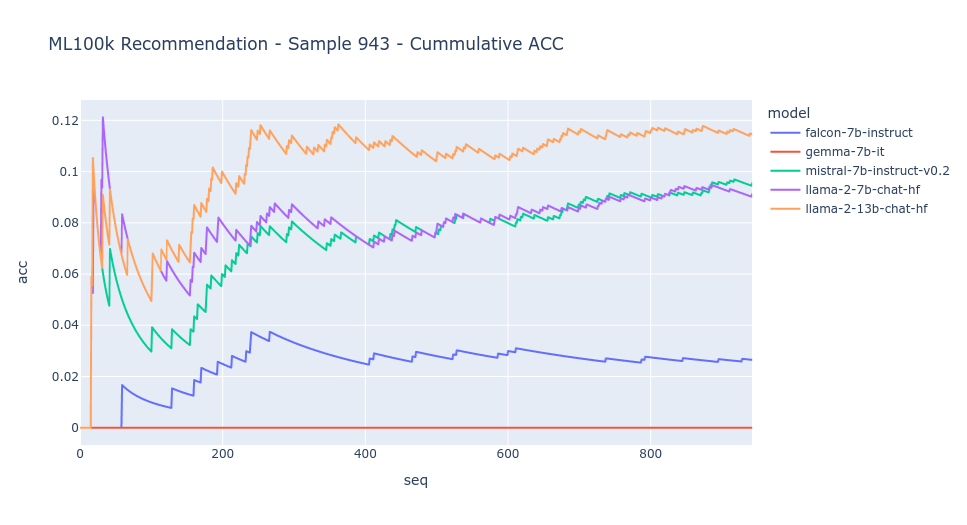 ML100k Recommendation - Sample 943 - Cummulative ACC
model
falcon-7b-instruct
gemma-7b-it
mistral-7b-instruct-v0.2
llama-2-7b-chat-hf
llama-2-13b-chat-hf
acc
0.12
0.1
0.08
0.06
0.04
0.02
0
0 200 400 600 800
seq